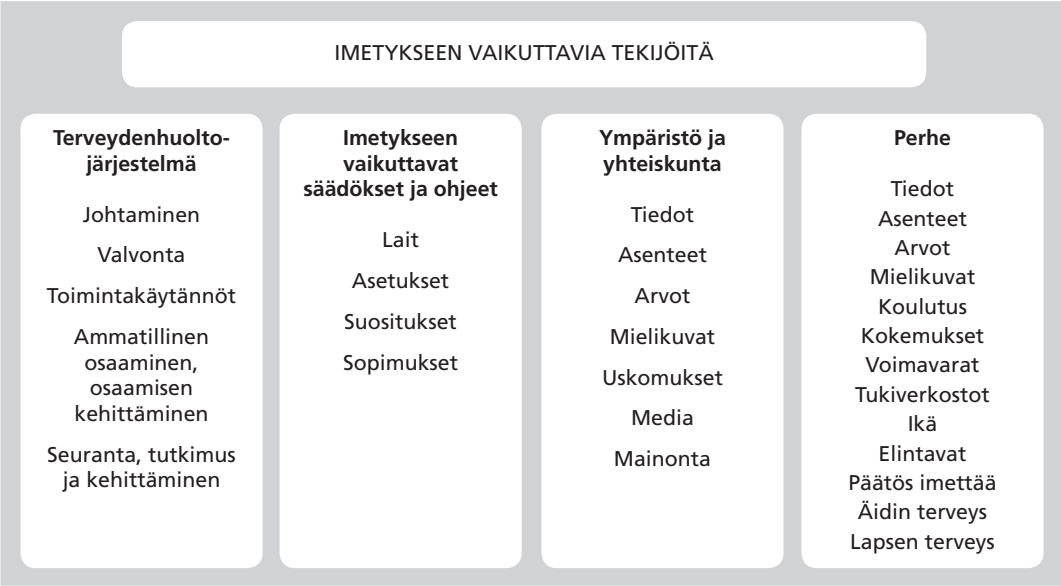 IMETYKSEEN VAIKUTTAVIA TEKIJÖITÄ
Terveydenhuolto-
järjestelmä
Johtaminen
Valvonta
Toimintakäytännöt
Ammatillinen
osaaminen,
osaamisen
kehittäminen
Seuranta, tutkimus
ja kehittäminen
Imetykseen
vaikuttavat
säädökset ja ohjeet
Lait
Asetukset
Suositukset
Sopimukset
Ympäristö ja
yhteiskunta
Tiedot
Asenteet
Arvot
Mielikuvat
Uskomukset
Media
Mainonta
Perhe
Tiedot
Asenteet
Arvot
Mielikuvat
Koulutus
Kokemukset
Voimavarat
Tukiverkostot
Ikä
Elintavat
Päätös imettää
Äidin terveys
Lapsen terveys